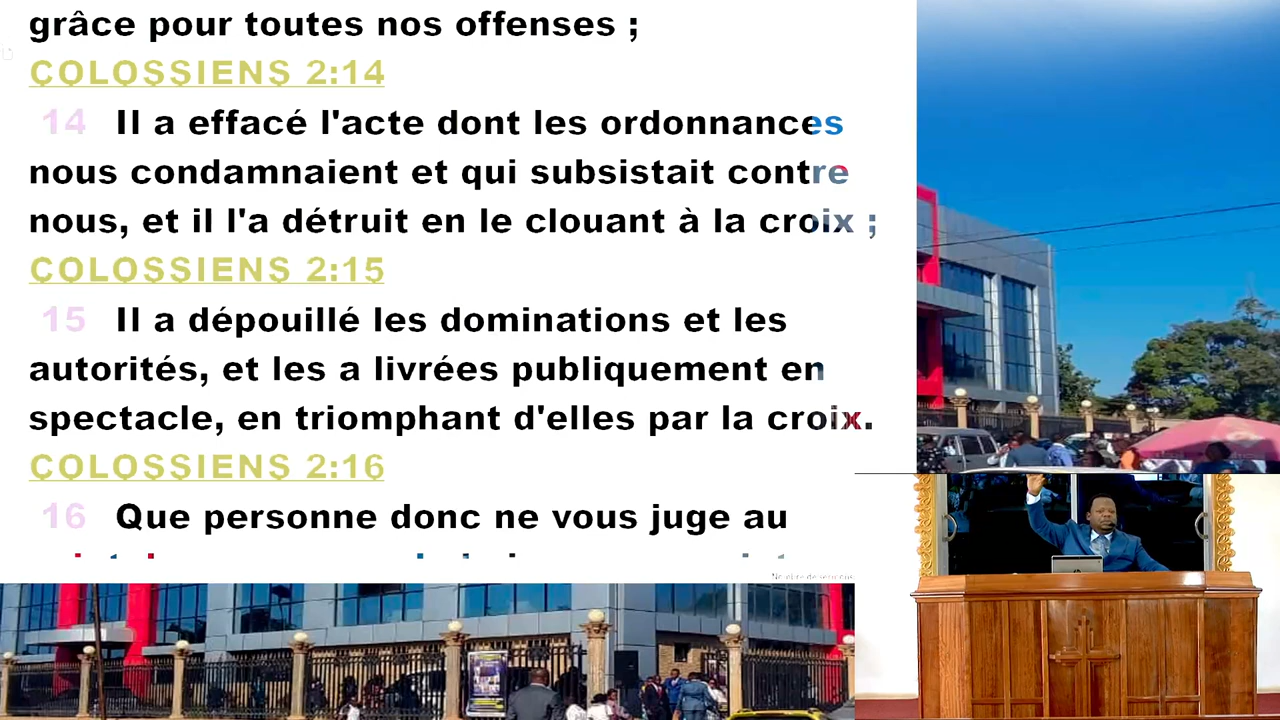 grâce pour toutes nos offenses ;
COLOSSIENS 2:14
14 Il a effacé l'acte dont les ordonnances
nous condamnaient et qui subsistait contre
nous, et il l'a détruit en le clouant à la croix ;
COLOSSIENS 2:15
15 Il a dépouillé les dominations et les
autorités, et les a livrées publiquement en
spectacle, en triomphant d'elles par la croix.
COLOSSIENS 2:16
16 Que personne donc ne vous juge au